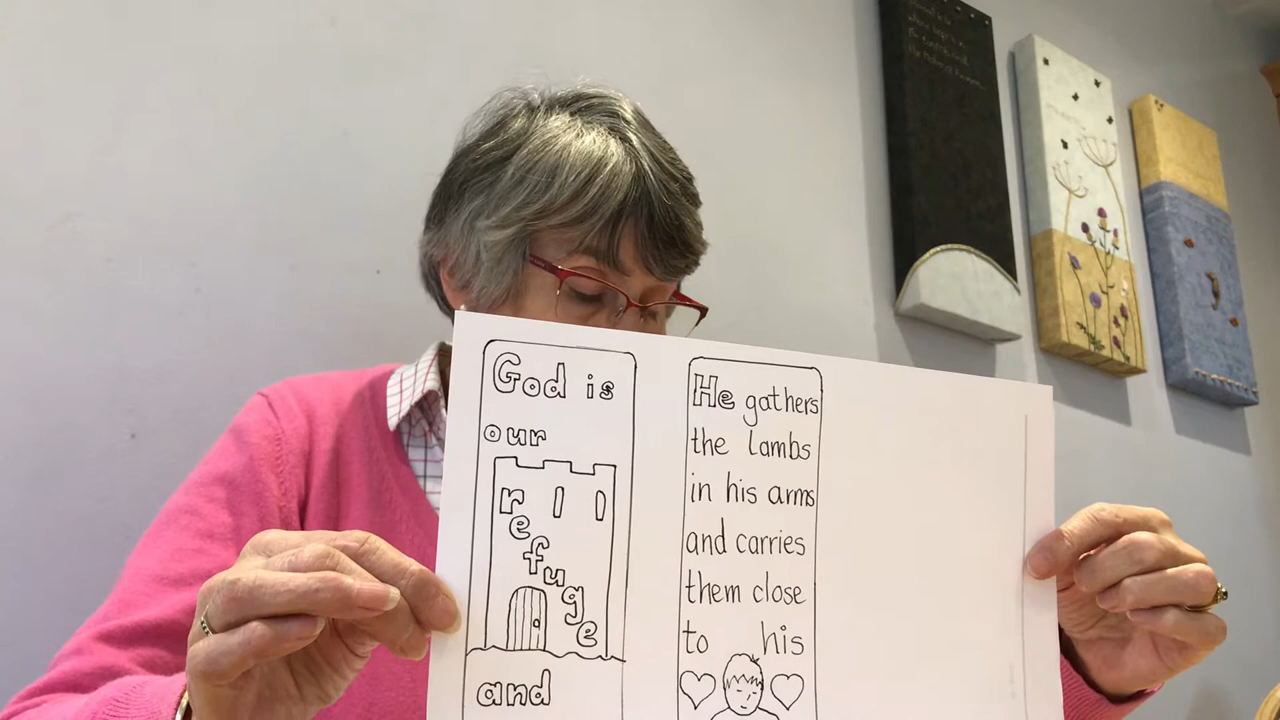 God is
our
refuge
and
He gathers
the lambs
in his arms
and carries
them close
to his